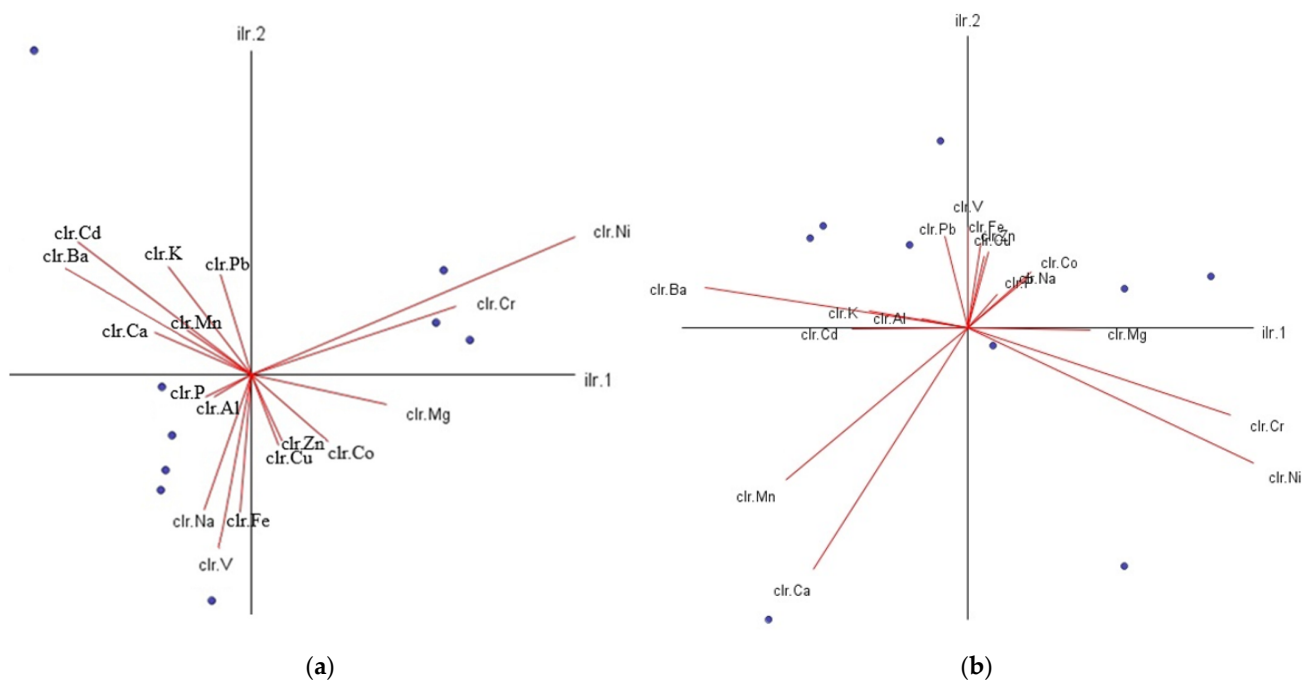 ilr.2
clr.Cd
clr.Ba
clr.K
clr.Pb
clr.Ni
clr.Cr
clr.Mn
clr.Ca
ilr.1
clr.P
clr.Al
clr.Mg
clr.Zn
clr.Cu
clr.Co
clr.Na
clr.Fe
clr.V
(a)
ilr.2
clr.V
clr.Pb
clr.Fe
clr.Zn
clr.Co
clr.Na
clr.Ba
clr.K
clr.Al
clr.Cd
clr.Mg
ilr.1
clr.Cr
clr.Ni
clr.Mn
clr.Ca
(b)